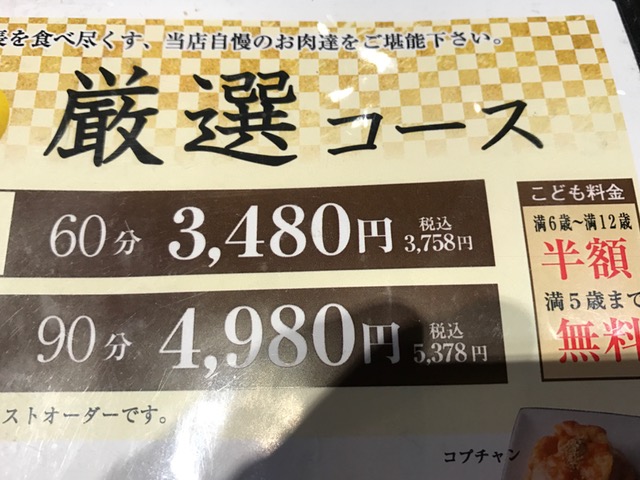 を食べ尽くす、当店自慢のお肉達をご堪能下さい。
厳選コース
60分 3,480円 税込 3,758円
90分 4,980円 税込 5,378円
こども料金
満6歳~満12歳
半額
満5歳まで
無料
ストオーダーです。
コプチャン